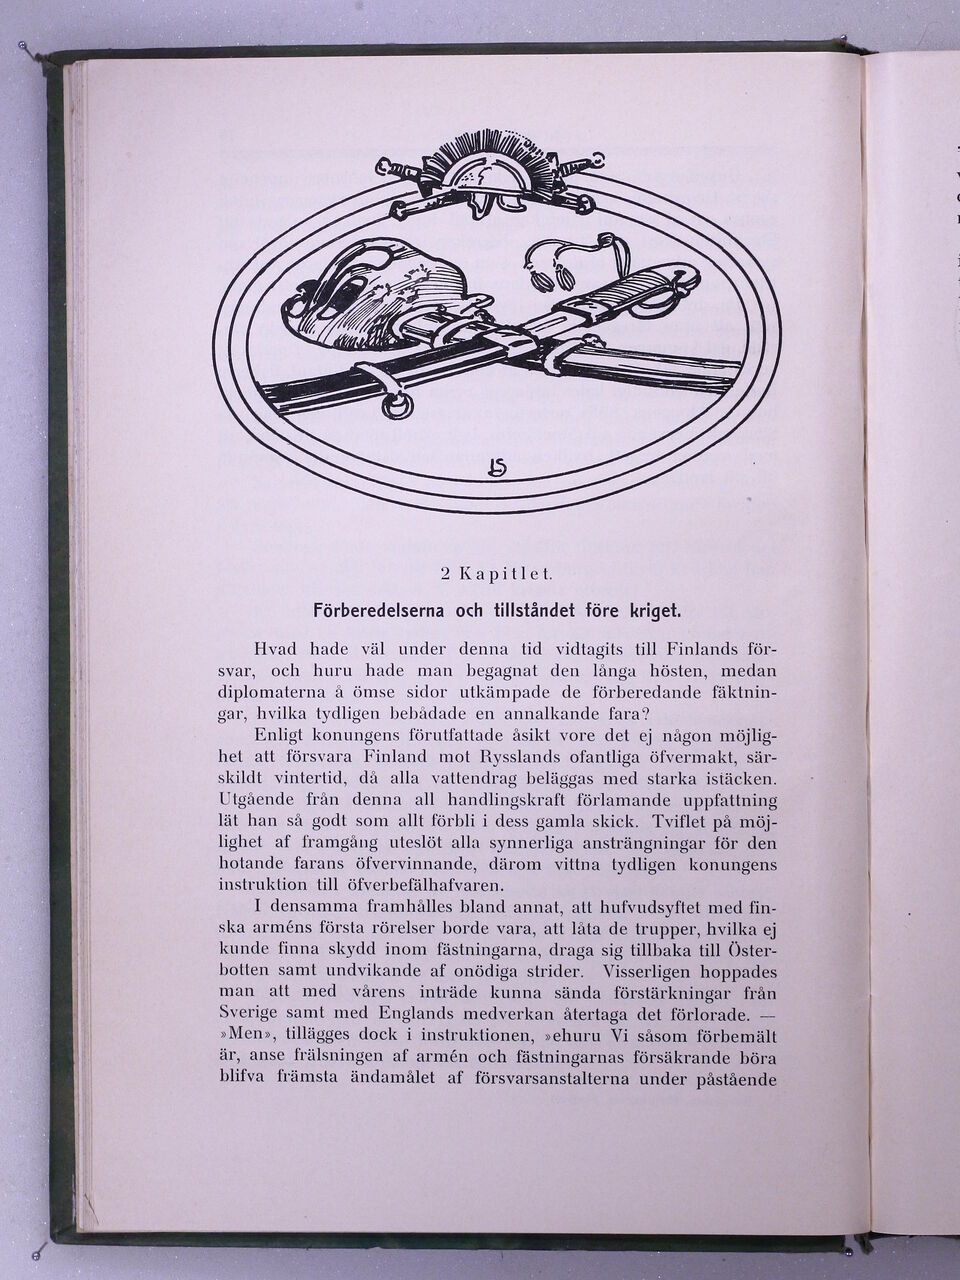 LS
2 Kapitlet.
Förberedelserna och tillståndet före kriget.
Hvad hade väl under denna tid vidtagits till Finlands för-
svar, och huru hade man begagnat den långa hösten, medan
diplomaterna å ömse sidor utkämpade de förberedande fäktnin-
gar, hvilka tydligen bebådade en annalkande fara?
Enligt konungens förutfattade åsikt vore det ej någon möjlig-
het att försvara Finland mot Rysslands ofantliga öfvermakt, sär-
skildt vintertid, då alla vattendrag beläggas med starka istäcken.
Utgående från denna all handlingskraft förlamande uppfattning
lät han så godt som allt förbli i dess gamla skick. Tviflet på möj-
lighet af framgång uteslöt alla synnerliga ansträngningar för den
hotande farans öfvervinnande, därom vittna tydligen konungens
instruktion till öfverbefälhafvaren.
I densamma framhålles bland annat, att hufvudsyftet med fin-
ska arméns första rörelser borde vara, att låta de trupper, hvilka ej
kunde finna skydd inom fästningarna, draga sig tillbaka till Öster-
botten samt undvikande af onödiga strider. Visserligen hoppades
man att med vårens inträde kunna sända förstärkningar från
Sverige samt med Englands medverkan återtaga det förlorade. —
»Men», tillägges dock i instruktionen, »ehuru Vi såsom förbemält
är, anse frälsningen af armén och fästningarnas försäkrande böra
blifva främsta ändamålet af försvarsanstalterna under påstående